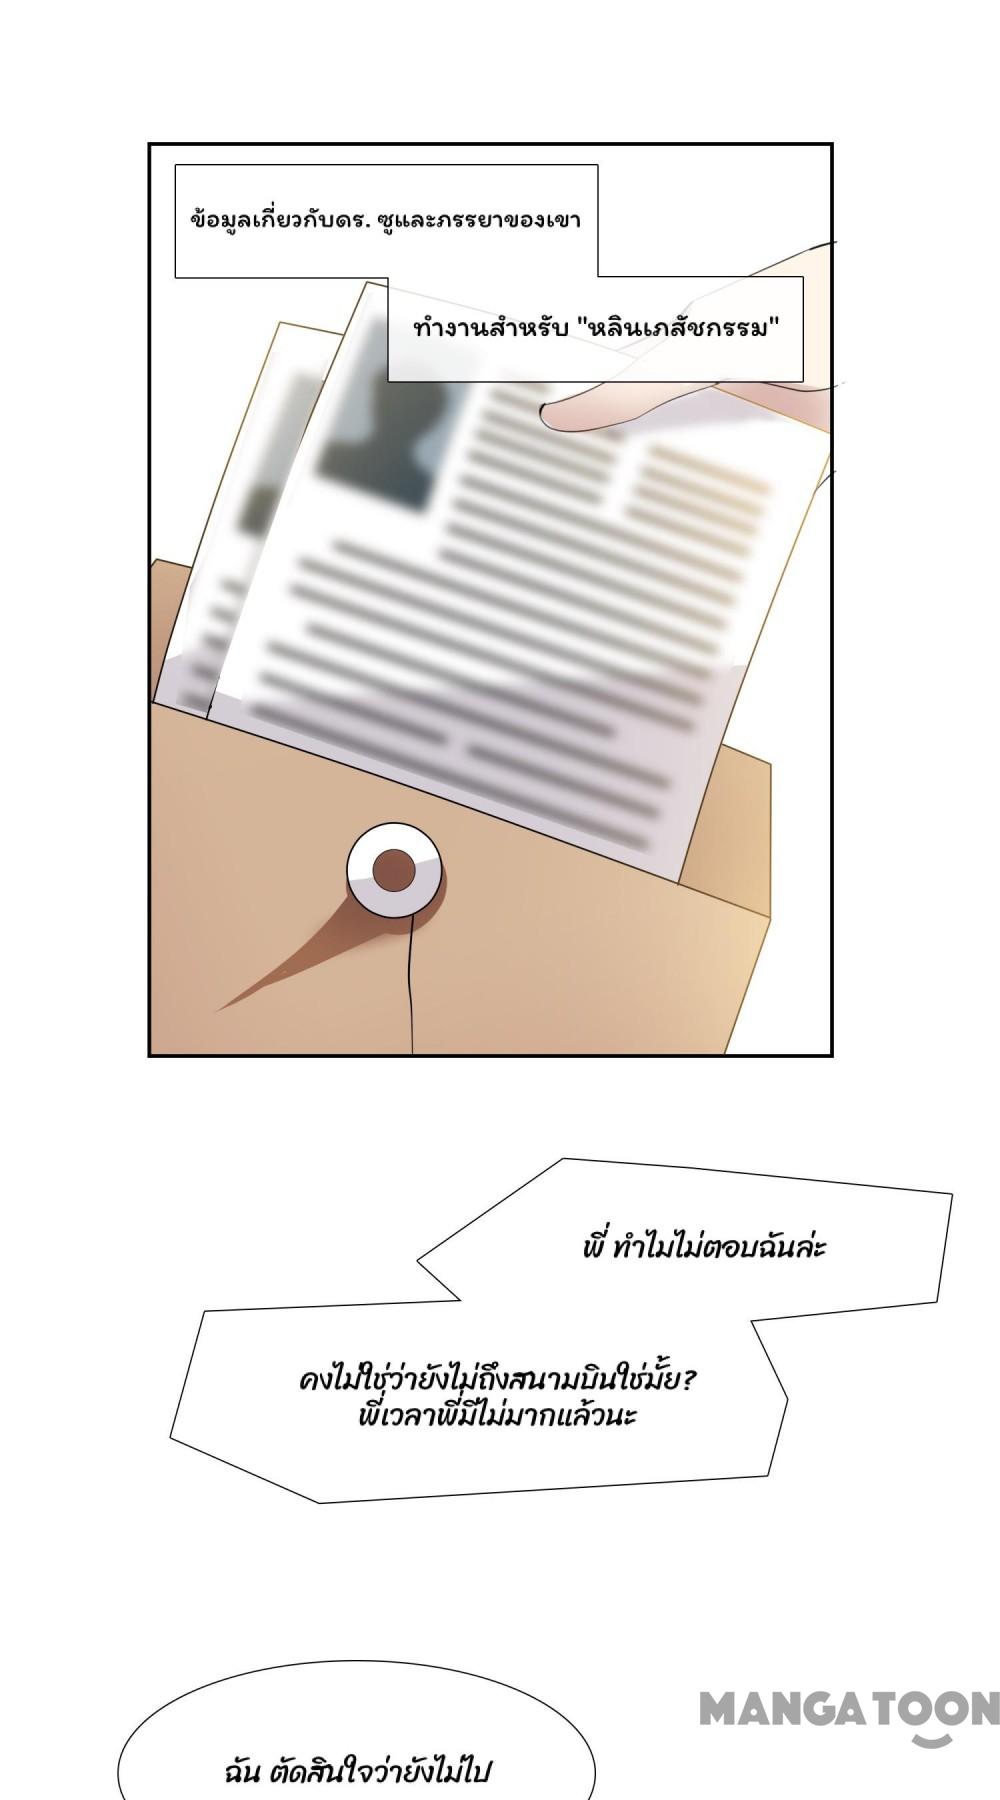 ข้อมูลเกี่ยวกับดร. ซูและภรรยาของเขา
ทำงานสำหรับ "หลินเภสัชกรรม"
พี่ ทำไมไม่ตอบฉันล่ะ
คงไม่ใช่ว่ายังไม่ถึงสนามบินใช่มั้ย?
พี่เวลาพี่มีไม่มากแล้วนะ
MANGATOON
ฉัน ตัดสินใจว่ายังไม่ไป